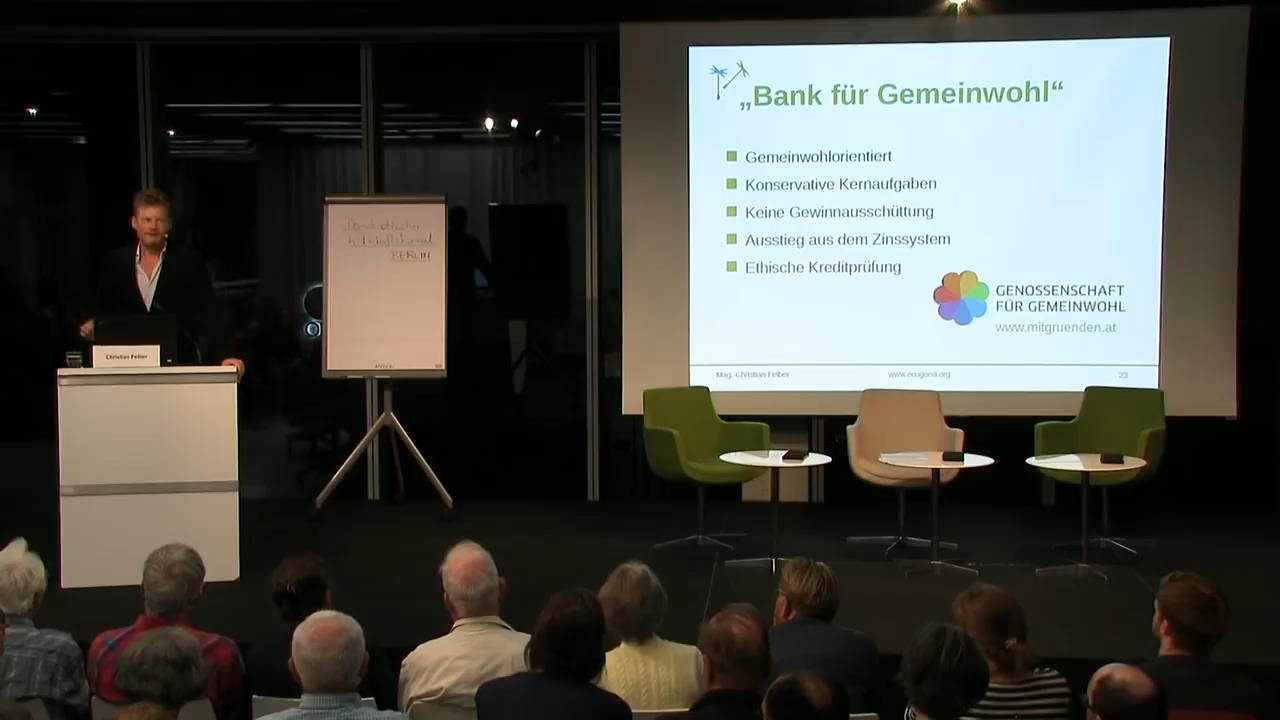 „Bank für Gemeinwohl“
Gemeinwohlorientiert
Konservative Kernaufgaben
Keine Gewinnausschüttung
Ausstieg aus dem Zinssystem
Ethische Kreditprüfung
GENOSSENSCHAFT
FÜR GEMEINWOHL
www.mitgruenden.at
Mag. Christian Felber
www.ecogood.org
23
Demokratischer
BERLIN
Christian Felber